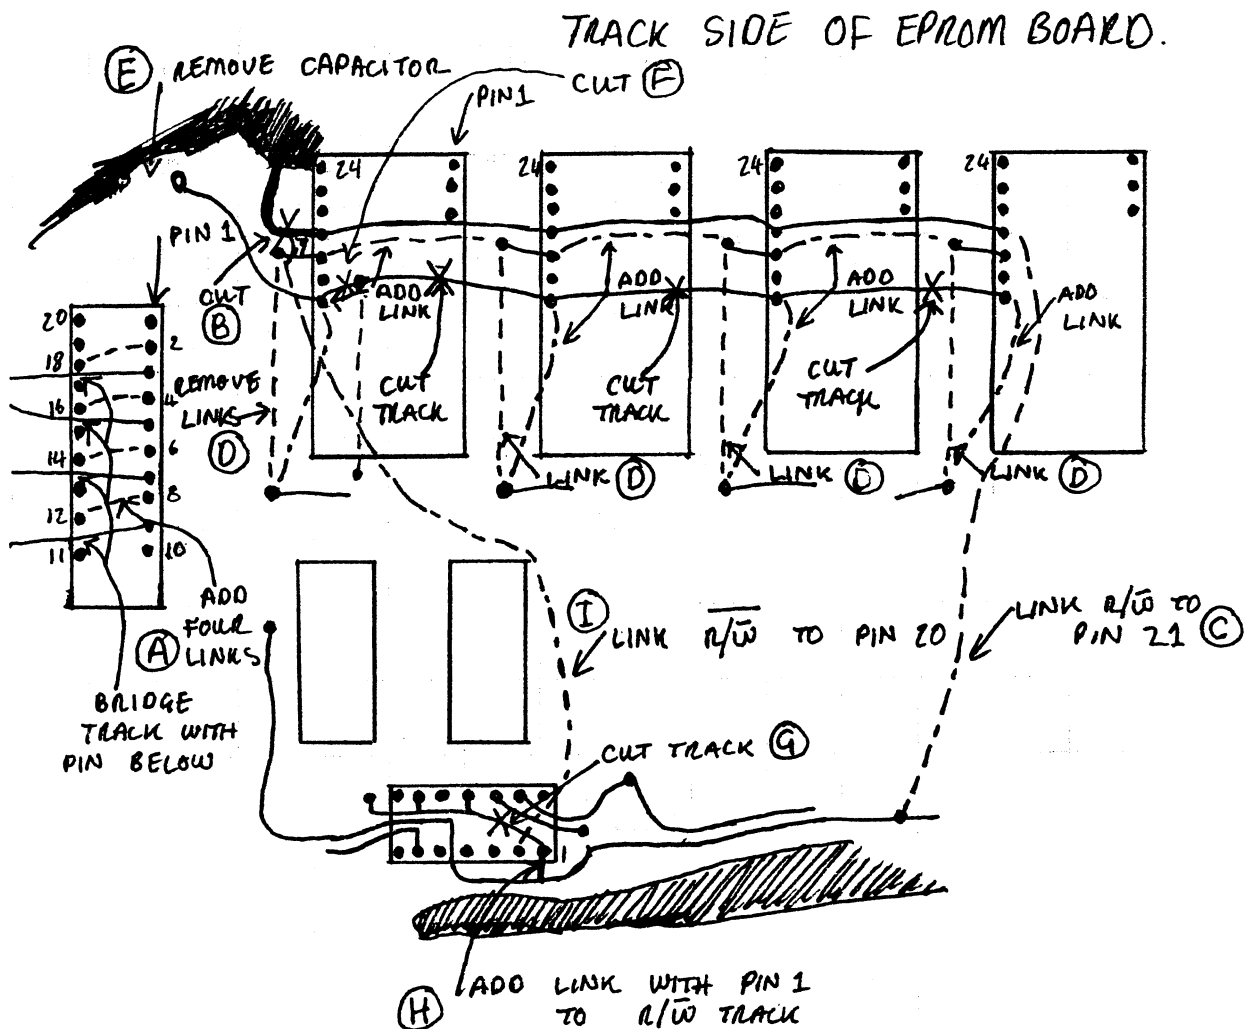 TRACK SIDE OF EPROM BOARD.
(E) REMOVE CAPACITOR
CUT (F)
PIN 1
24
24
24
24
PIN 1
CUT
(B)
ADD
LINK
ADD
LINK
ADD
LINK
ADD
LINK
20
2
18
4
16
6
14
8
12
10
11
REMOVE
LINKS
(D)
CUT
TRACK
CUT
TRACK
CUT
TRACK
LINK (D)
LINK (D)
LINK (D)
ADD
FOUR
LINKS
(A)
BRIDGE
TRACK WITH
PIN BELOW
(I)
LINK R/W̅ TO PIN 20
LINK R/W̅ TO
PIN 21 (C)
CUT TRACK (G)
1
(H) ADD LINK WITH PIN 1
TO R/W̅ TRACK